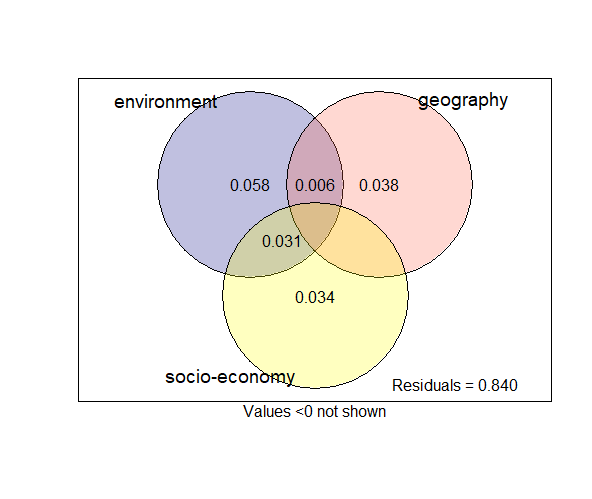 environment
geography
0.058
0.006
0.038
0.031
0.034
socio-economy
Residuals = 0.840
Values <0 not shown